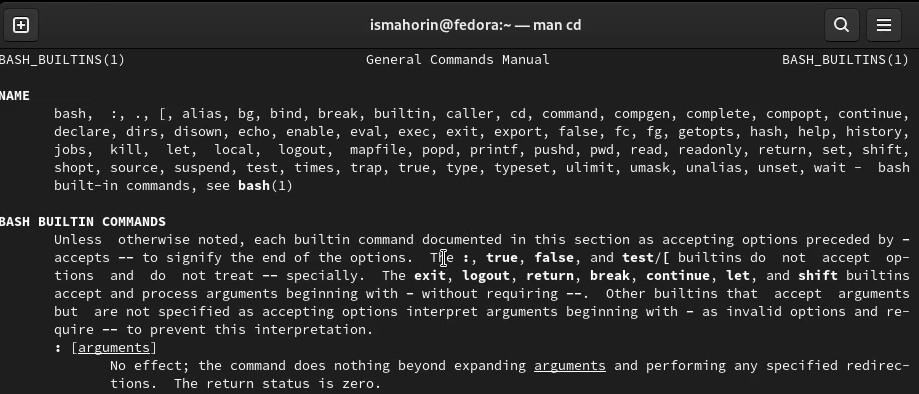 ismahorin@fedora:~ — man cd
BASH_BUILTINS(1) General Commands Manual BASH_BUILTINS(1)
NAME
bash, :, ., [, alias, bg, bind, break, builtin, caller, cd, command, compgen, complete, compopt, continue,
declare, dirs, disown, echo, enable, eval, exec, exit, export, false, fc, fg, getopts, hash, help, history,
jobs, kill, let, local, logout, mapfile, popd, printf, pushd, pwd, read, readonly, return, set, shift,
shopt, source, suspend, test, times, trap, true, type, typeset, ulimit, umask, unalias, unset, wait - bash
built-in commands, see bash(1)
BASH BUILTIN COMMANDS
Unless otherwise noted, each builtin command documented in this section as accepting options preceded by -
accepts -- to signify the end of the options. The :, true, false, and test/[ builtins do not accept op-
tions and do not treat -- specially. The exit, logout, return, break, continue, let, and shift builtins
accept and process arguments beginning with - without requiring --. Other builtins that accept arguments
but are not specified as accepting options interpret arguments beginning with - as invalid options and re-
quire -- to prevent this interpretation.
: [arguments]
No effect; the command does nothing beyond expanding arguments and performing any specified redirec-
tions. The return status is zero.